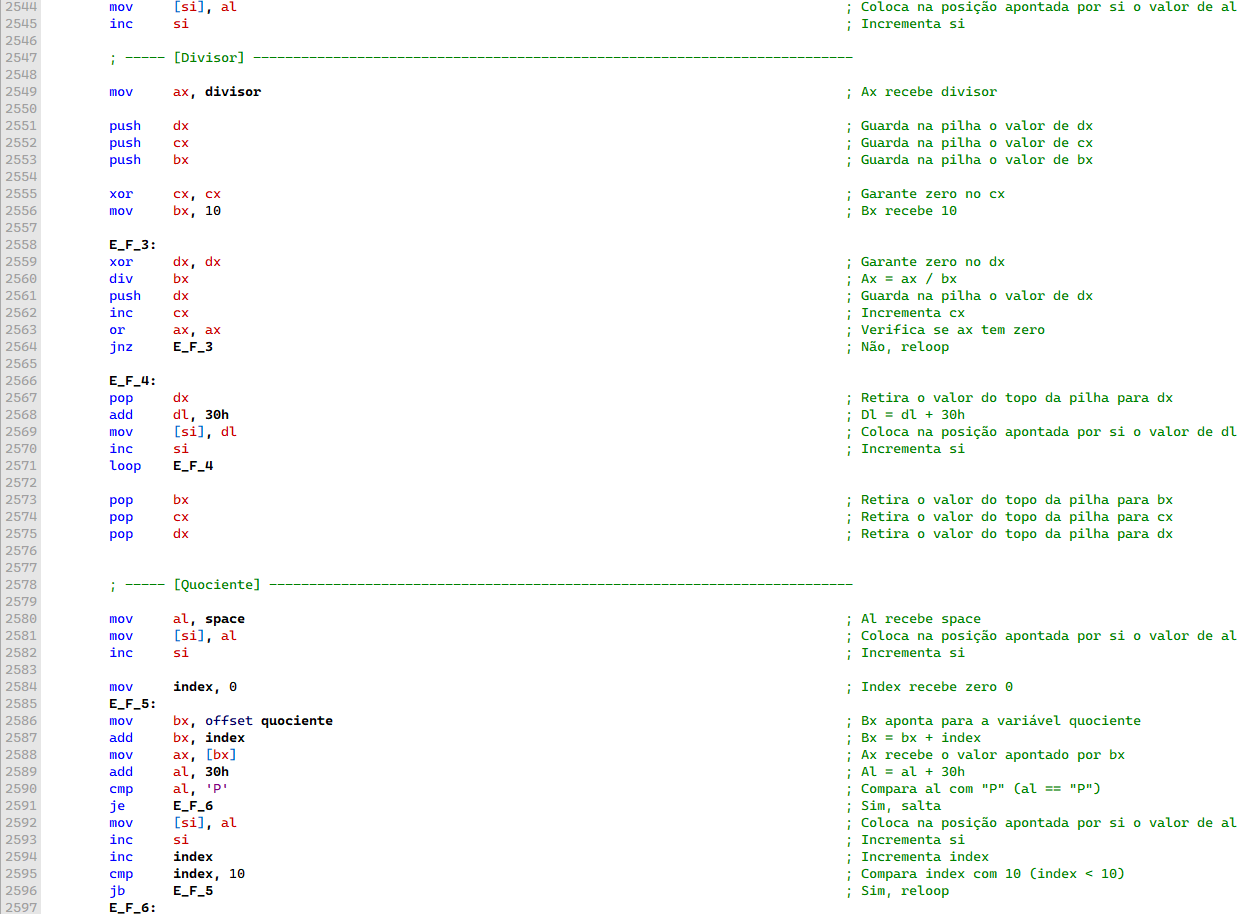 2544 mov [si], al ; Coloca na posição apontada por si o valor de al
2545 inc si ; Incrementa si
2546
2547 ; ----- [Divisor] ---------------------------------------------------------------------------
2548
2549 mov ax, divisor ; Ax recebe divisor
2550
2551 push dx ; Guarda na pilha o valor de dx
2552 push cx ; Guarda na pilha o valor de cx
2553 push bx ; Guarda na pilha o valor de bx
2554
2555 xor cx, cx ; Garante zero no cx
2556 mov bx, 10 ; Bx recebe 10
2557
2558 E_F_3:
2559 xor dx, dx ; Garante zero no dx
2560 div bx ; Ax = ax / bx
2561 push dx ; Guarda na pilha o valor de dx
2562 inc cx ; Incrementa cx
2563 or ax, ax ; Verifica se ax tem zero
2564 jnz E_F_3 ; Não, reloop
2565
2566 E_F_4:
2567 pop dx ; Retira o valor do topo da pilha para dx
2568 add dl, 30h ; Dl = dl + 30h
2569 mov [si], dl ; Coloca na posição apontada por si o valor de dl
2570 inc si ; Incrementa si
2571 loop E_F_4
2572
2573 pop bx ; Retira o valor do topo da pilha para bx
2574 pop cx ; Retira o valor do topo da pilha para cx
2575 pop dx ; Retira o valor do topo da pilha para dx
2576
2577
2578 ; ----- [Quociente] -------------------------------------------------------------------------
2579
2580 mov al, space ; Al recebe space
2581 mov [si], al ; Coloca na posição apontada por si o valor de al
2582 inc si ; Incrementa si
2583
2584 mov index, 0 ; Index recebe zero 0
2585 E_F_5:
2586 mov bx, offset quociente ; Bx aponta para a variável quociente
2587 add bx, index ; Bx = bx + index
2588 mov ax, [bx] ; Ax recebe o valor apontado por bx
2589 add al, 30h ; Al = al + 30h
2590 cmp al, 'P' ; Compara al com "P" (al == "P")
2591 je E_F_6 ; Sim, salta
2592 mov [si], al ; Coloca na posição apontada por si o valor de al
2593 inc si ; Incrementa si
2594 inc index ; Incrementa index
2595 cmp index, 10 ; Compara index com 10 (index < 10)
2596 jb E_F_5 ; Sim, reloop
2597 E_F_6: